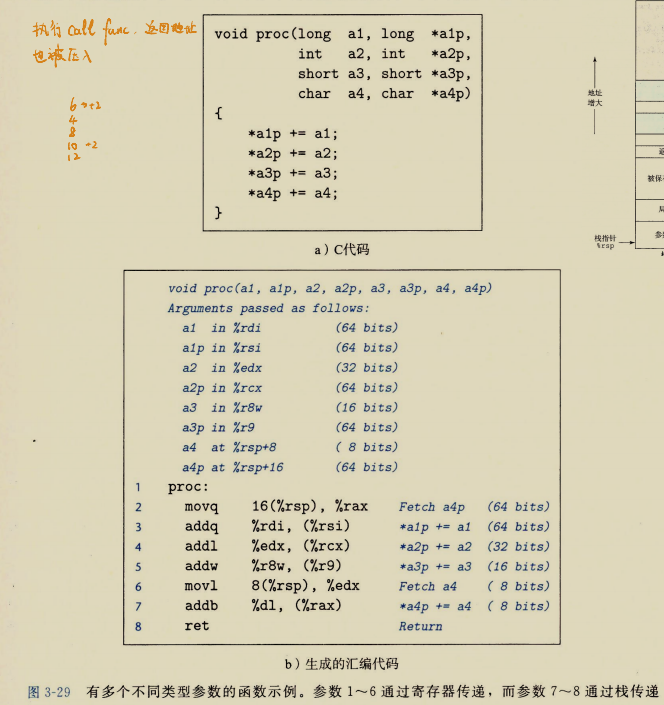 执行 call func. 返回地址
也被压入
6 →+2
4
8
10 →2
12
void proc(long a1, long *a1p,
int a2, int *a2p,
short a3, short *a3p,
char a4, char *a4p)
{
*a1p += a1;
*a2p += a2;
*a3p += a3;
*a4p += a4;
}
a）C代码
地址
增大
返
被保
局
参
栈指针
%rsp
void proc(a1, a1p, a2, a2p, a3, a3p, a4, a4p)
Arguments passed as follows:
a1 in %rdi (64 bits)
a1p in %rsi (64 bits)
a2 in %edx (32 bits)
a2p in %rcx (64 bits)
a3 in %r8w (16 bits)
a3p in %r9 (64 bits)
a4 at %rsp+8 ( 8 bits)
a4p at %rsp+16 (64 bits)
1 proc:
2 movq 16(%rsp), %rax Fetch a4p (64 bits)
3 addq %rdi, (%rsi) *a1p += a1 (64 bits)
4 addl %edx, (%rcx) *a2p += a2 (32 bits)
5 addw %r8w, (%r9) *a3p += a3 (16 bits)
6 movl 8(%rsp), %edx Fetch a4 ( 8 bits)
7 addb %dl, (%rax) *a4p += a4 ( 8 bits)
8 ret Return
b）生成的汇编代码
图 3-29 有多个不同类型参数的函数示例。参数 1～6 通过寄存器传递，而参数 7～8 通过栈传递